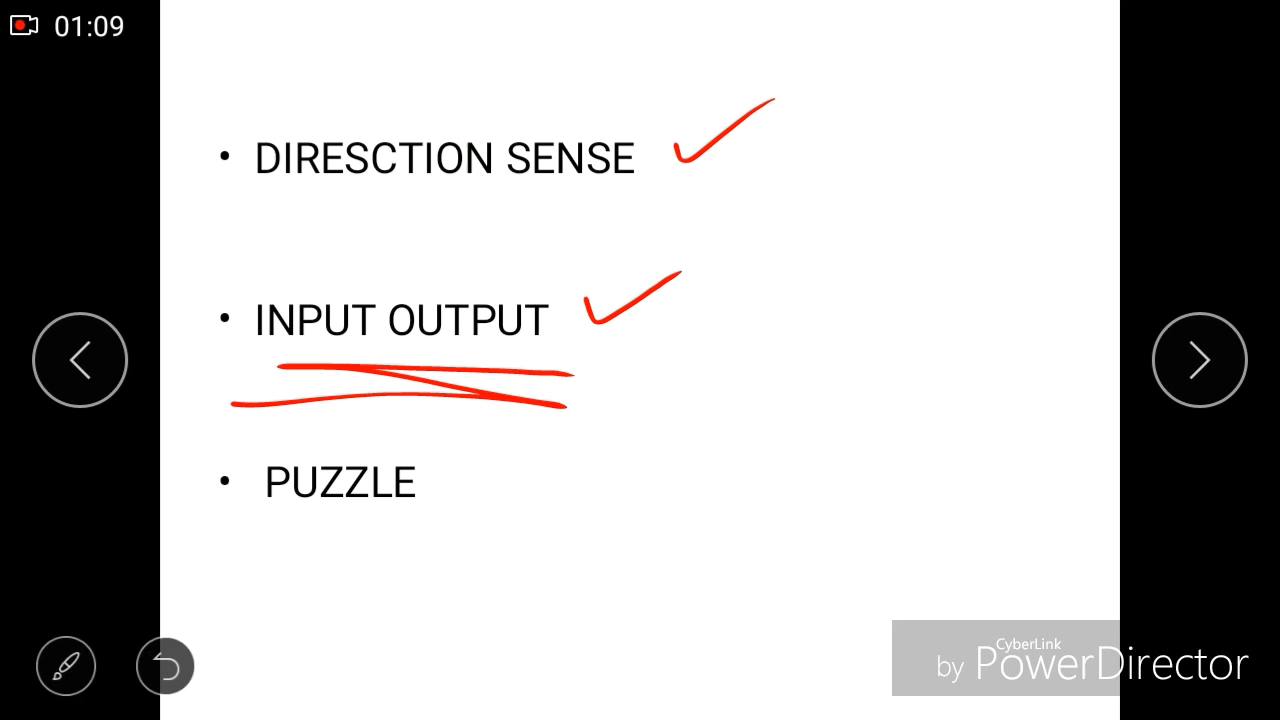 01:09
• DIRESCTION SENSE
• INPUT OUTPUT
• PUZZLE
CyberLink
by PowerDirector